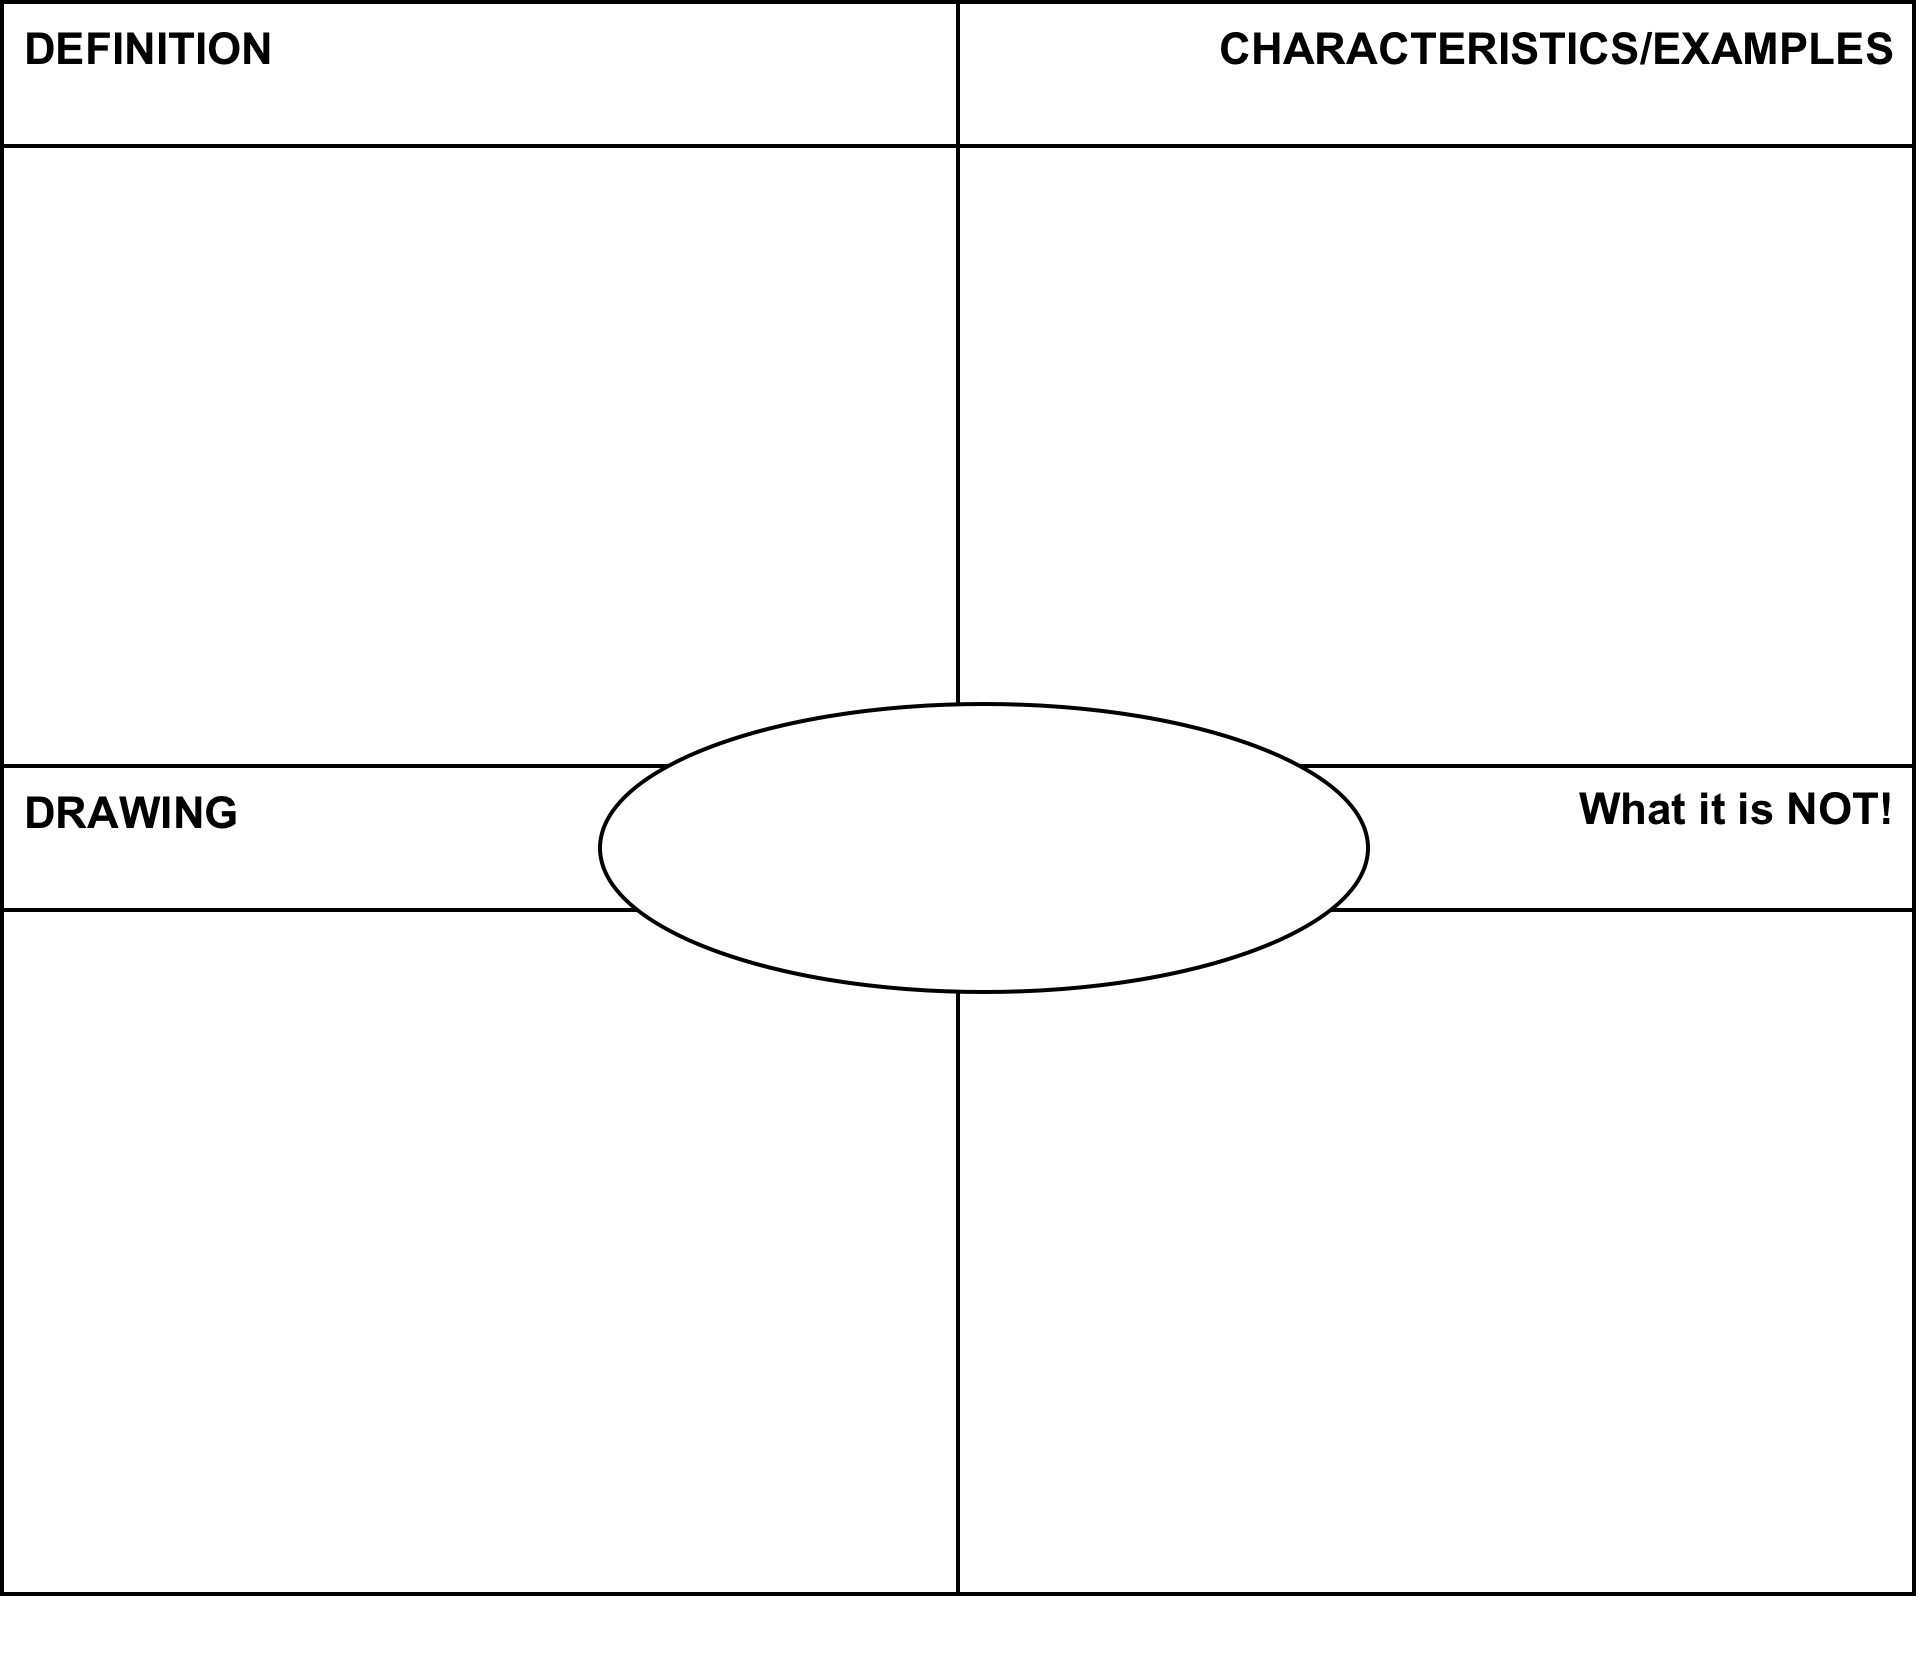 DEFINITION
CHARACTERISTICS/EXAMPLES
DRAWING
What it is NOT!